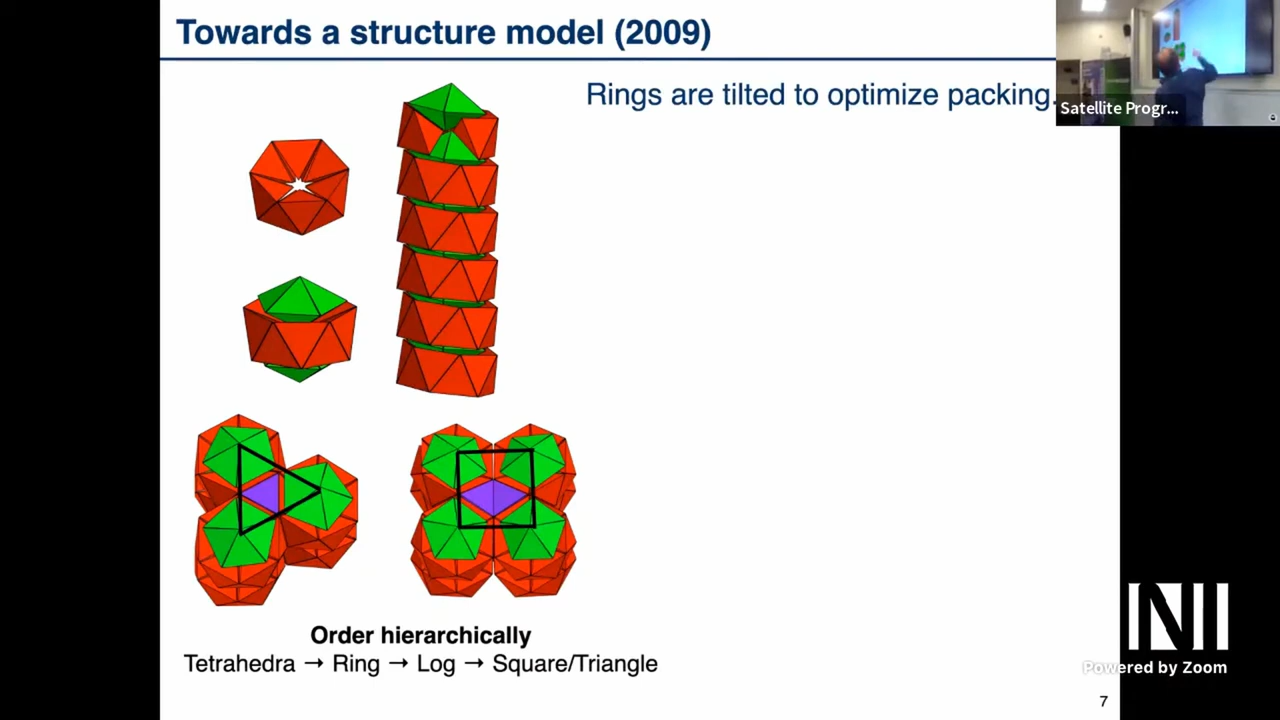 Towards a structure model (2009)
Rings are tilted to optimize packing.
Satellite Progr...
Order hierarchically
Tetrahedra → Ring → Log → Square/Triangle
Powered by Zoom
7